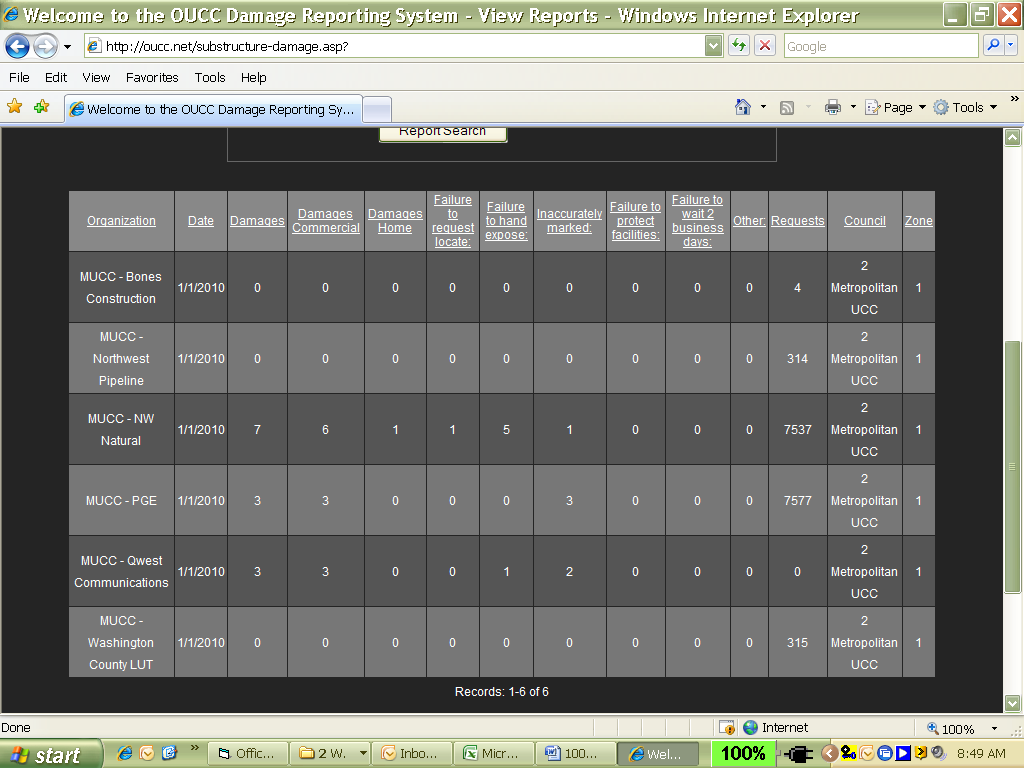 Welcome to the OUCC Damage Reporting System - View Reports - Windows Internet Explorer
http://oucc.net/substructure-damage.asp?
Google
File Edit View Favorites Tools Help
Welcome to the OUCC Damage Reporting Sy...
Page Tools »
Report Search
Organization Date Damages Damages Commercial Damages Home Failure to request locate: Failure to hand expose: Inaccurately marked: Failure to protect facilities: Failure to wait 2 business days: Other: Requests Council Zone
MUCC - Bones Construction 1/1/2010 0 0 0 0 0 0 0 0 0 4 2 Metropolitan UCC 1
MUCC - Northwest Pipeline 1/1/2010 0 0 0 0 0 0 0 0 0 314 2 Metropolitan UCC 1
MUCC - NW Natural 1/1/2010 7 6 1 1 5 1 0 0 0 7537 2 Metropolitan UCC 1
MUCC - PGE 1/1/2010 3 3 0 0 0 3 0 0 0 7577 2 Metropolitan UCC 1
MUCC - Qwest Communications 1/1/2010 3 3 0 0 1 2 0 0 0 0 2 Metropolitan UCC 1
MUCC - Washington County LUT 1/1/2010 0 0 0 0 0 0 0 0 0 315 2 Metropolitan UCC 1
Records: 1-6 of 6
Done Internet 100%
start » Offic... 2 W. Inbo... Micr... 100... Wel... 100% 8:49 AM